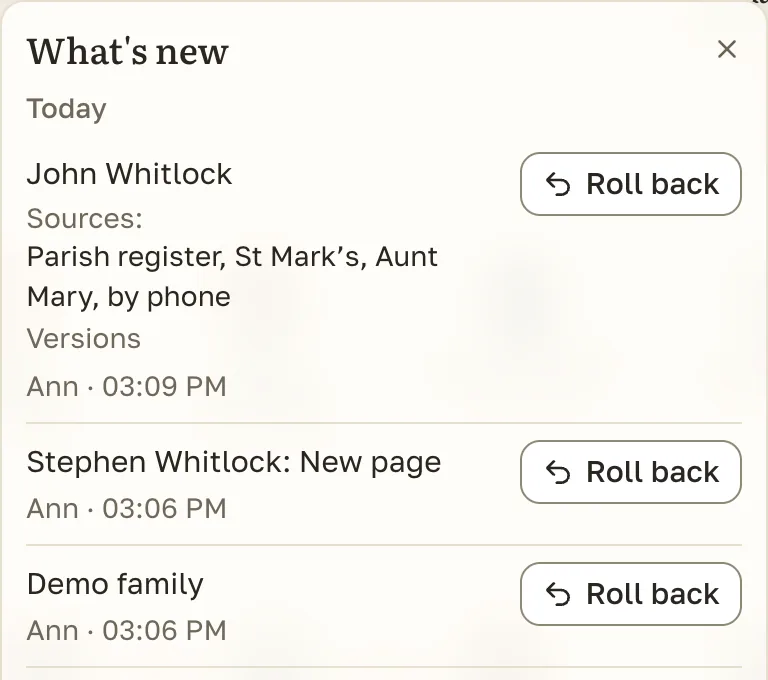 What's new
Today
John Whitlock
Roll back
Sources:
Parish register, St Mark’s, Aunt
Mary, by phone
Versions
Ann · 03:09 PM
Stephen Whitlock: New page
Roll back
Ann · 03:06 PM
Demo family
Roll back
Ann · 03:06 PM